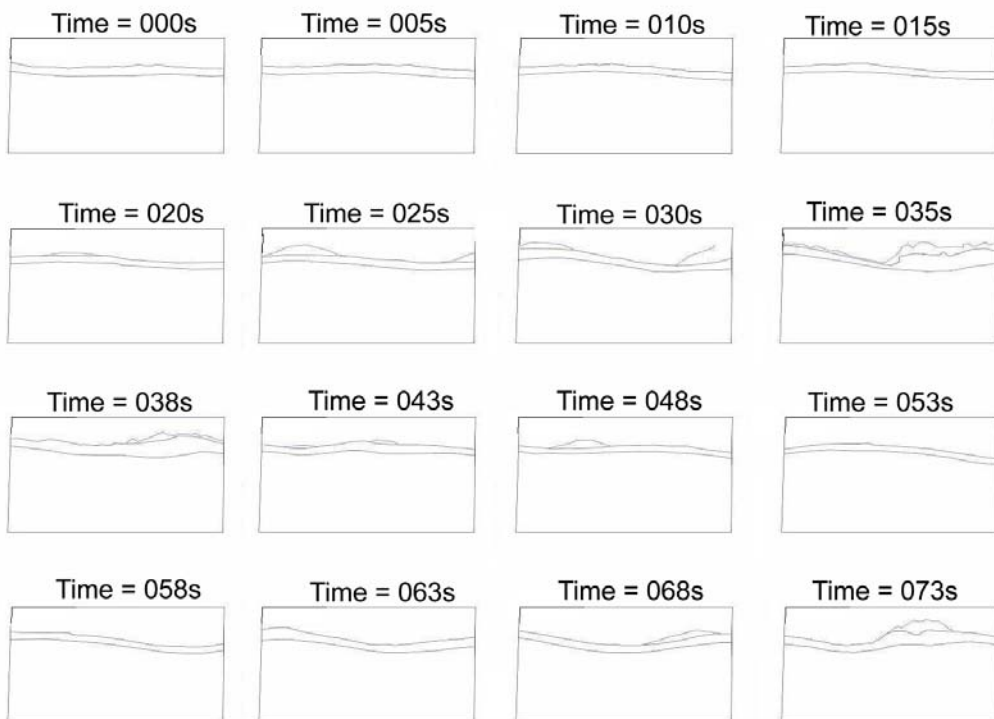 Time = 000s
Time = 005s
Time = 010s
Time = 015s
Time = 020s
Time = 025s
Time = 030s
Time = 035s
Time = 038s
Time = 043s
Time = 048s
Time = 053s
Time = 058s
Time = 063s
Time = 068s
Time = 073s